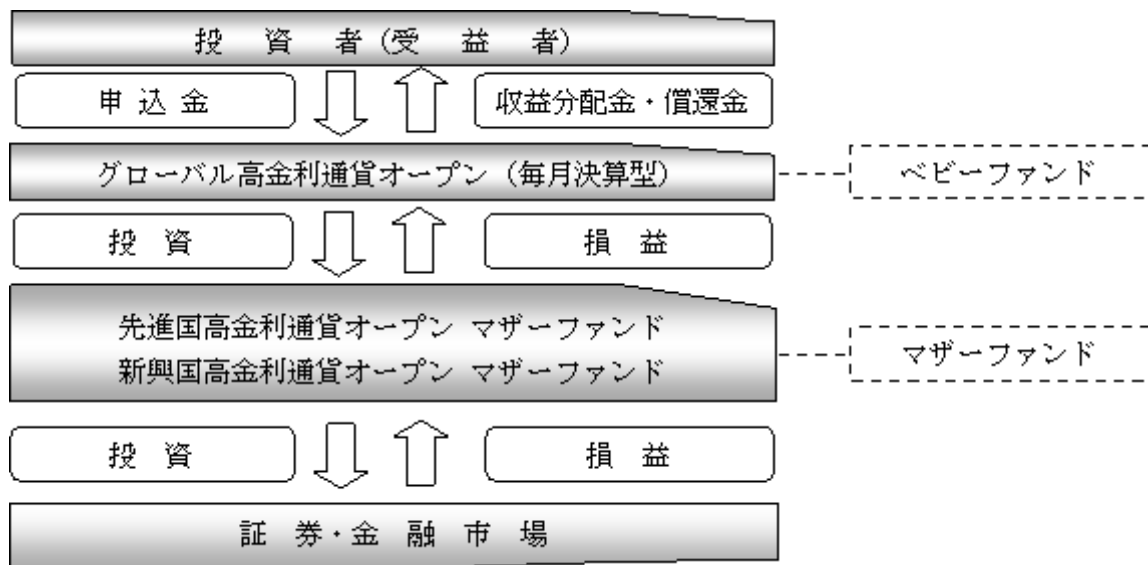 投資者(受益者)
申込金
収益分配金・償還金
グローバル高金利通貨オープン(毎月決算型)
ベビーファンド
投資
損益
先進国高金利通貨オープン マザーファンド
新興国高金利通貨オープン マザーファンド
マザーファンド
投資
損益
証券・金融市場